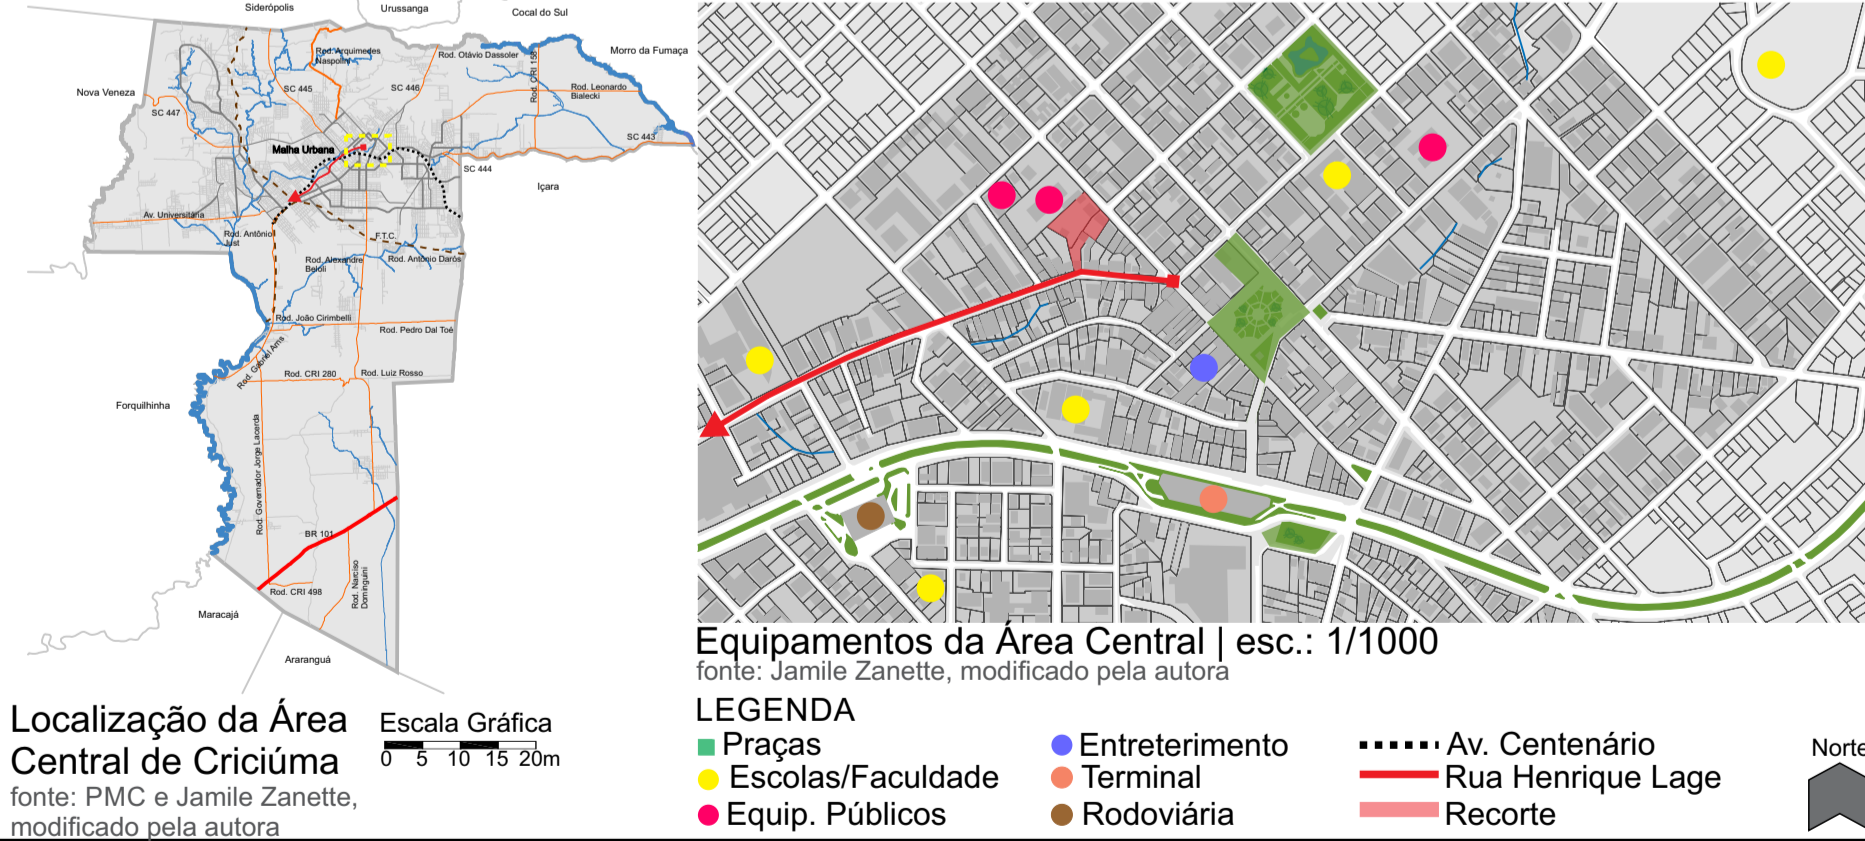 Siderópolis
Urussanga
Cocal do Sul
Morro da Fumaça
Rod. Arquimedes
Naspolini
Rod. Otávio Dassoler
Rod. CRI 158
Nova Veneza
SC 445
SC 446
Rod. Leonardo
Bialecki
SC 447
SC 443
Malha Urbana
SC 444
Içara
Av. Universitária
Rod. Antônio
Just
F.T.C.
Rod. Alexandre
Beloli
Rod. Antônio Darós
Rod. João Cirimbelli
Rod. Pedro Dal Toé
Rod. Gabriel Arns
Rod. CRI 280
Rod. Luiz Rosso
Forquilhinha
Rod. Governador Jorge Lacerda
BR 101
Rod. Narciso
Dominguini
Rod. CRI 498
Maracajá
Araranguá
Localização da Área
Central de Criciúma
fonte: PMC e Jamile Zanette,
modificado pela autora
Escala Gráfica
0 5 10 15 20m
Equipamentos da Área Central | esc.: 1/1000
fonte: Jamile Zanette, modificado pela autora
LEGENDA
Praças
Escolas/Faculdade
Equip. Públicos
Entreterimento
Terminal
Rodoviária
Av. Centenário
Rua Henrique Lage
Recorte
Norte